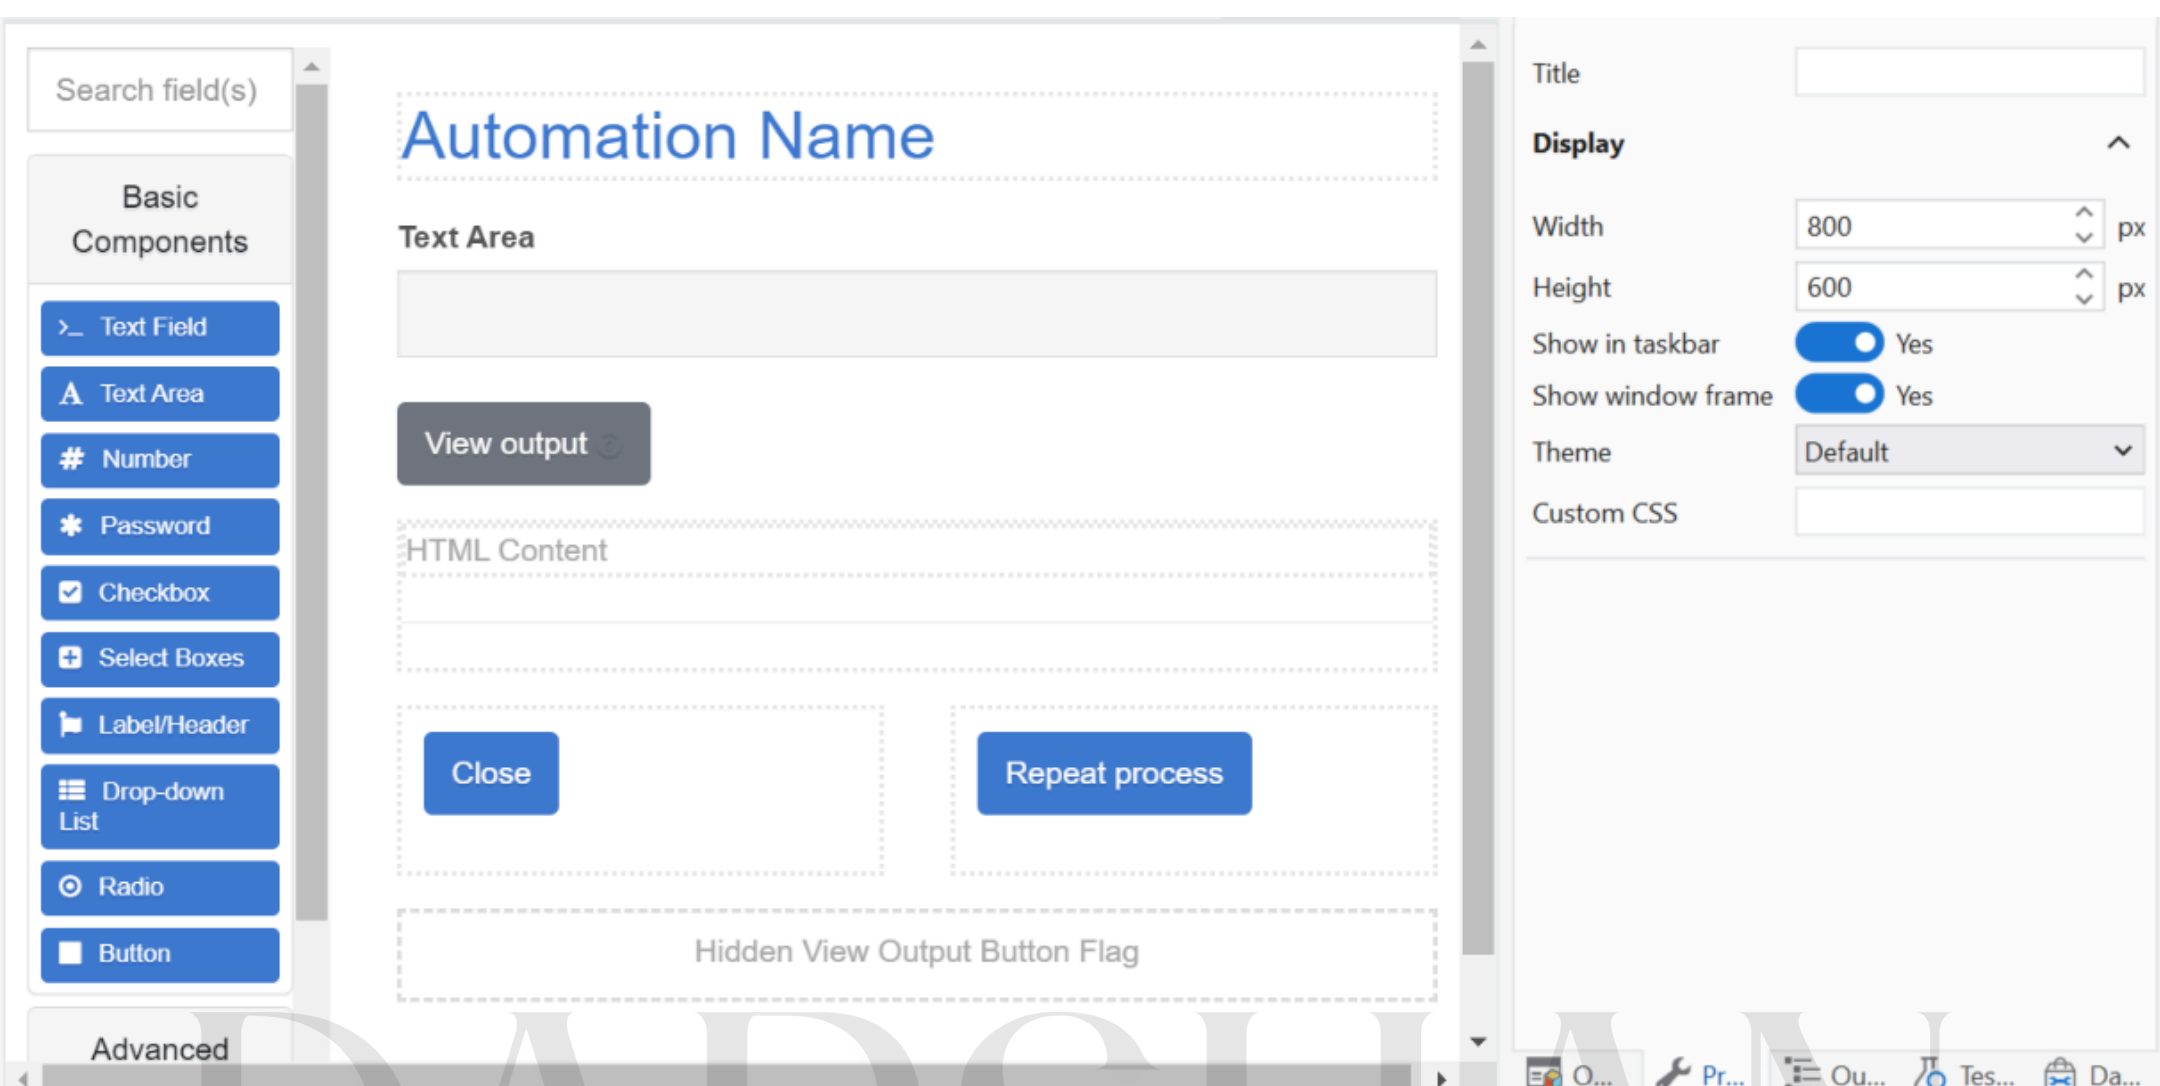 Search field(s)
Basic
Components
>_ Text Field
A Text Area
# Number
Password
Checkbox
Select Boxes
Label/Header
Drop-down
List
Radio
Button
Advanced
Automation Name
Text Area
View output
HTML Content
Close
Repeat process
Hidden View Output Button Flag
Title
Display
Width 800 px
Height 600 px
Show in taskbar Yes
Show window frame Yes
Theme Default
Custom CSS
O... Pr... Ou... Tes... Da...